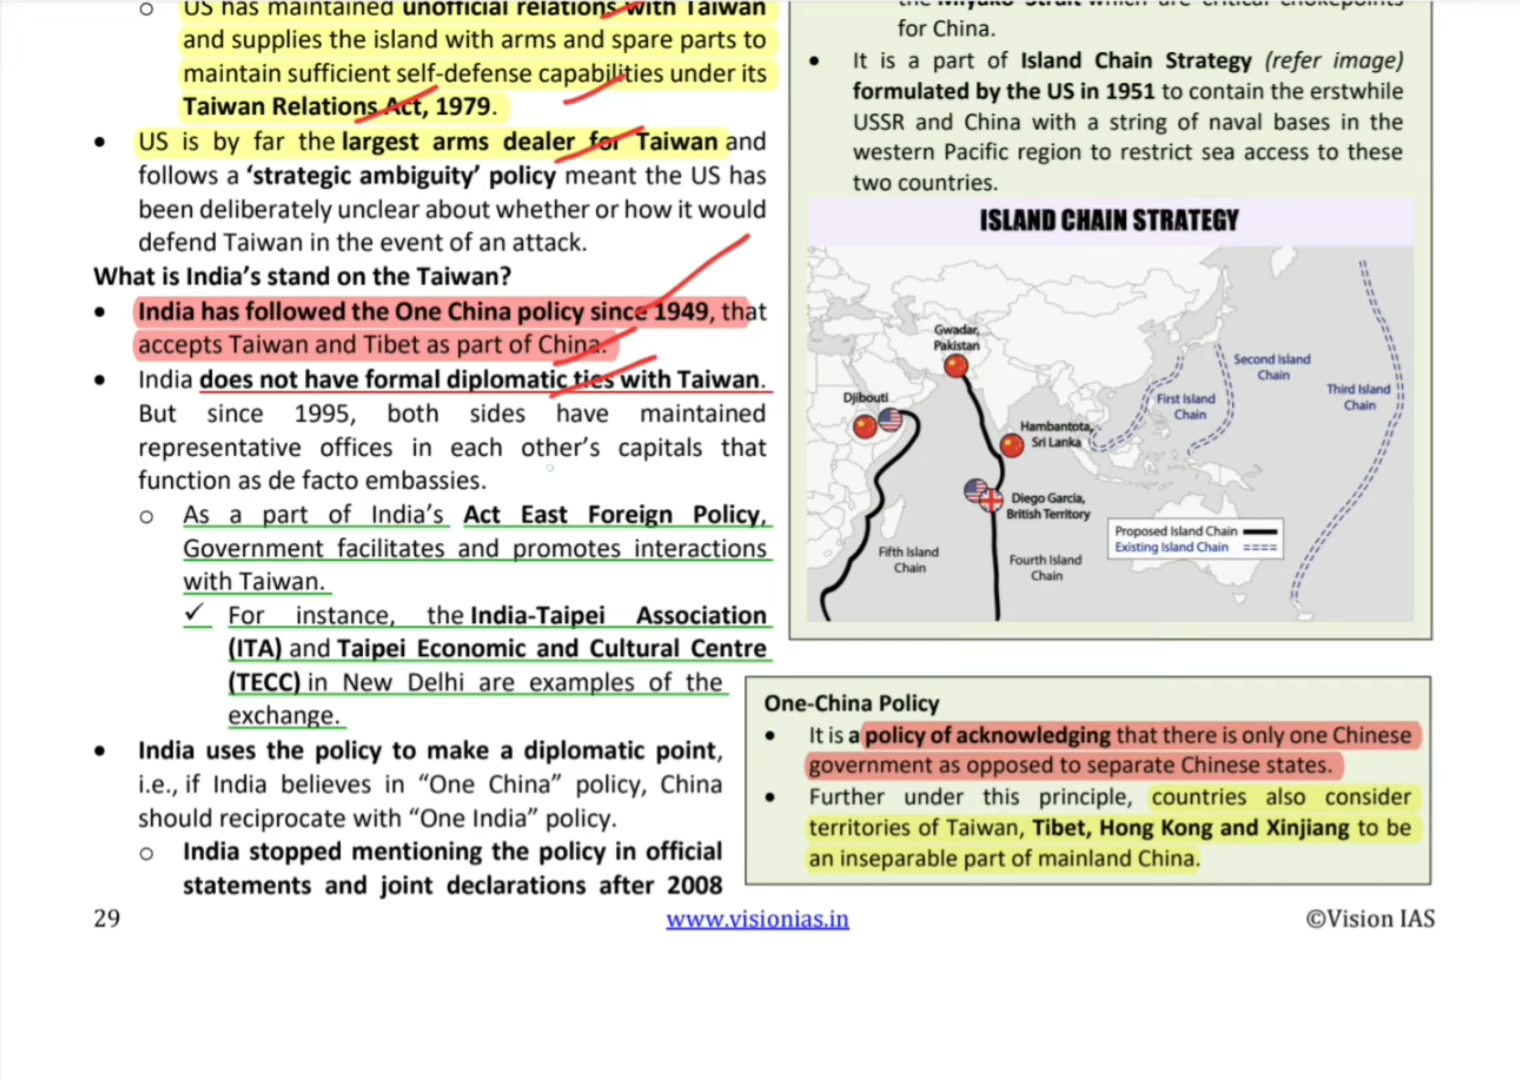 US has maintained unofficial relations with Taiwan
and supplies the island with arms and spare parts to
maintain sufficient self-defense capabilities under its
Taiwan Relations Act, 1979.
• US is by far the largest arms dealer for Taiwan and
follows a ‘strategic ambiguity’ policy meant the US has
been deliberately unclear about whether or how it would
defend Taiwan in the event of an attack.
What is India’s stand on the Taiwan?
• India has followed the One China policy since 1949, that
accepts Taiwan and Tibet as part of China.
• India does not have formal diplomatic ties with Taiwan.
But since 1995, both sides have maintained
representative offices in each other’s capitals that
function as de facto embassies.
o As a part of India’s Act East Foreign Policy,
Government facilitates and promotes interactions
with Taiwan.
✓ For instance, the India-Taipei Association
(ITA) and Taipei Economic and Cultural Centre
(TECC) in New Delhi are examples of the
exchange.
• India uses the policy to make a diplomatic point,
i.e., if India believes in “One China” policy, China
should reciprocate with “One India” policy.
o India stopped mentioning the policy in official
statements and joint declarations after 2008
the Miyako Strait which are critical chokepoints
for China.
• It is a part of Island Chain Strategy (refer image)
formulated by the US in 1951 to contain the erstwhile
USSR and China with a string of naval bases in the
western Pacific region to restrict sea access to these
two countries.
ISLAND CHAIN STRATEGY
Gwadar,
Pakistan
Djibouti
Hambantota,
Sri Lanka
Diego Garcia,
British Territory
First Island
Chain
Second Island
Chain
Third Island
Chain
Fifth Island
Chain
Fourth Island
Chain
Proposed Island Chain
Existing Island Chain
One-China Policy
• It is a policy of acknowledging that there is only one Chinese
government as opposed to separate Chinese states.
• Further under this principle, countries also consider
territories of Taiwan, Tibet, Hong Kong and Xinjiang to be
an inseparable part of mainland China.
29
www.visionias.in
©Vision IAS